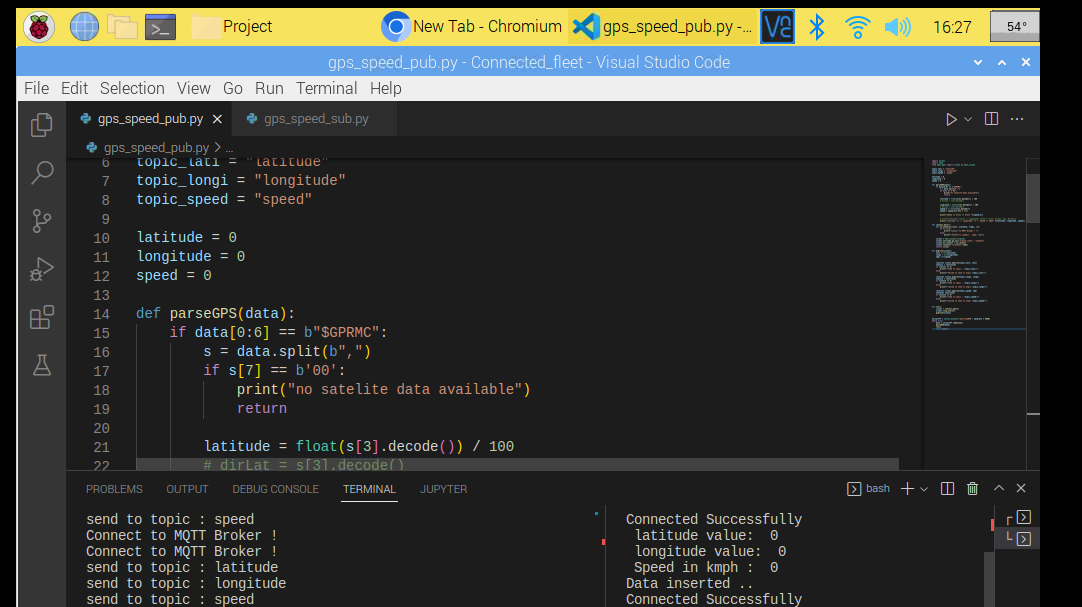 Project
New Tab - Chromium
gps_speed_pub.py -...
16:27
54°
gps_speed_pub.py - Connected_fleet - Visual Studio Code
File Edit Selection View Go Run Terminal Help
gps_speed_pub.py
gps_speed_sub.py
gps_speed_pub.py > ...
6 topic_lati = "latitude"
7 topic_longi = "longitude"
8 topic_speed = "speed"
9
10 latitude = 0
11 longitude = 0
12 speed = 0
13
14 def parseGPS(data):
15 if data[0:6] == b"$GPRMC":
16 s = data.split(b",")
17 if s[7] == b'00':
18 print("no satelite data available")
19 return
20
21 latitude = float(s[3].decode()) / 100
22 # dirLat = s[3].decode()
PROBLEMS OUTPUT DEBUG CONSOLE TERMINAL JUPYTER
bash
send to topic : speed
Connect to MQTT Broker !
Connect to MQTT Broker !
send to topic : latitude
send to topic : longitude
send to topic : speed
Connected Successfully
latitude value: 0
longitude value: 0
Speed in kmph : 0
Data inserted ..
Connected Successfully